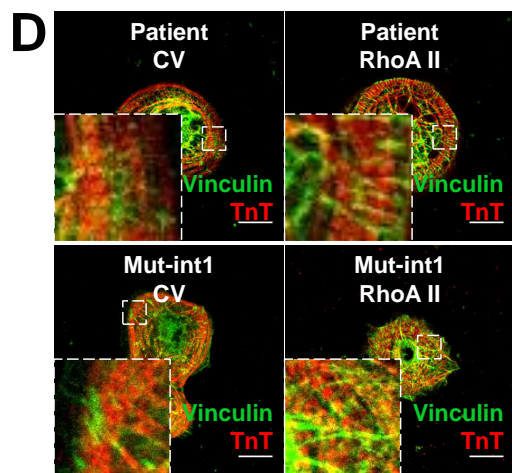 D
Patient
CV
Vinculin
TnT
Patient
RhoA II
Vinculin
TnT
Mut-int1
CV
Vinculin
TnT
Mut-int1
RhoA II
Vinculin
TnT